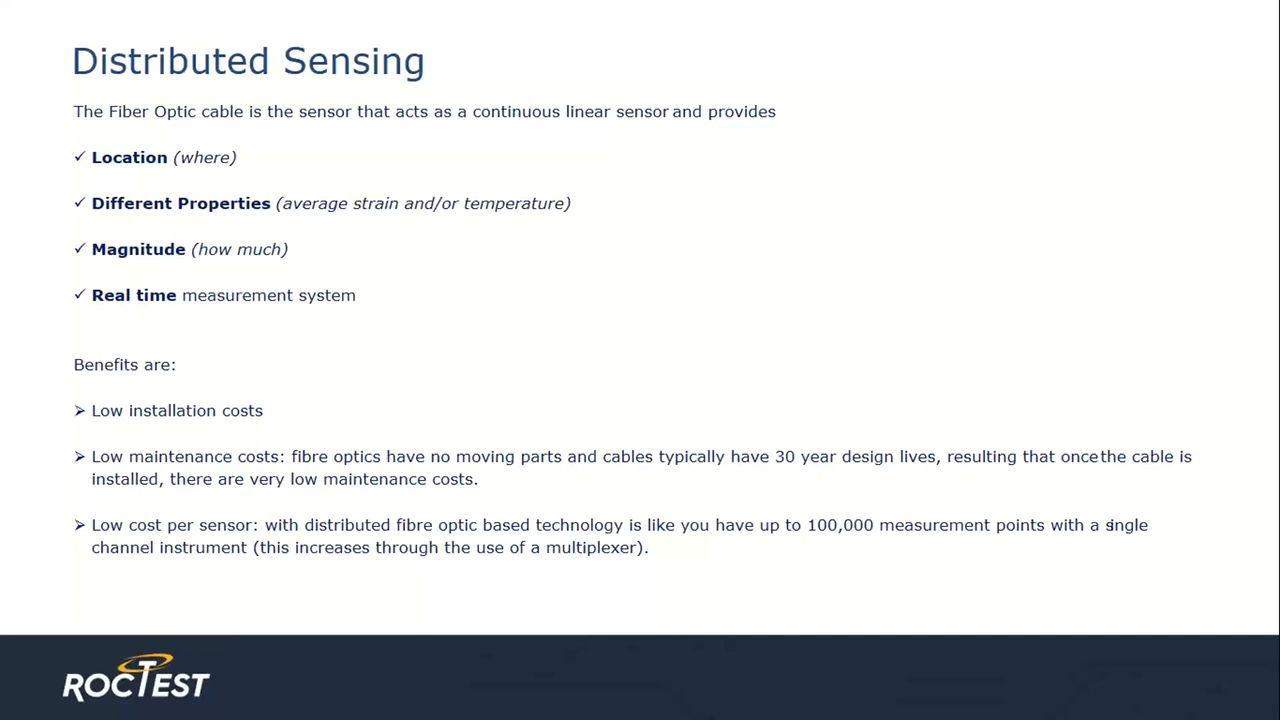 Distributed Sensing
The Fiber Optic cable is the sensor that acts as a continuous linear sensor and provides
✓ Location (where)
✓ Different Properties (average strain and/or temperature)
✓ Magnitude (how much)
✓ Real time measurement system
Benefits are:
➢ Low installation costs
➢ Low maintenance costs: fibre optics have no moving parts and cables typically have 30 year design lives, resulting that once the cable is
installed, there are very low maintenance costs.
➢ Low cost per sensor: with distributed fibre optic based technology is like you have up to 100,000 measurement points with a single
channel instrument (this increases through the use of a multiplexer).
ROCTEST